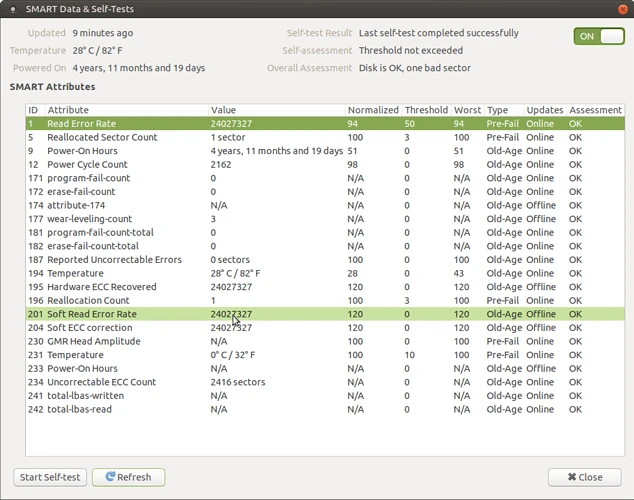 SMART Data & Self-Tests
Updated 9 minutes ago Self-test Result Last self-test completed successfully ON
Temperature 28° C / 82° F Self-assessment Threshold not exceeded
Powered On 4 years, 11 months and 19 days Overall Assessment Disk is OK, one bad sector
SMART Attributes
ID Attribute Value Normalized Threshold Worst Type Updates Assessment
1 Read Error Rate 24027327 94 50 94 Pre-Fail Online OK
5 Reallocated Sector Count 1 sector 100 3 100 Pre-Fail Online OK
9 Power-On Hours 4 years, 11 months and 19 days 51 0 51 Old-Age Online OK
12 Power Cycle Count 2162 98 0 98 Old-Age Online OK
171 program-fail-count 0 N/A 0 N/A Old-Age Online OK
172 erase-fail-count 0 N/A 0 N/A Old-Age Online OK
174 attribute-174 N/A N/A 0 N/A Old-Age Offline OK
177 wear-leveling-count 3 N/A 0 N/A Old-Age Offline OK
181 program-fail-count-total 0 N/A 0 N/A Old-Age Online OK
182 erase-fail-count-total 0 N/A 0 N/A Old-Age Online OK
187 Reported Uncorrectable Errors 0 sectors 100 0 100 Old-Age Online OK
194 Temperature 28° C / 82° F 28 0 43 Old-Age Online OK
195 Hardware ECC Recovered 24027327 120 0 120 Old-Age Offline OK
196 Reallocation Count 1 100 3 100 Pre-Fail Online OK
201 Soft Read Error Rate 24027327 120 0 120 Old-Age Offline OK
204 Soft ECC correction 24027327 120 0 120 Old-Age Offline OK
230 GMR Head Amplitude N/A 100 0 100 Pre-Fail Online OK
231 Temperature 0° C / 32° F 100 10 100 Pre-Fail Online OK
233 Power-On Hours N/A N/A 0 N/A Old-Age Offline OK
234 Uncorrectable ECC Count 2416 sectors N/A 0 N/A Old-Age Online OK
241 total-lbas-written N/A N/A 0 N/A Old-Age Online OK
242 total-lbas-read N/A N/A 0 N/A Old-Age Online OK
Start Self-test Refresh Close